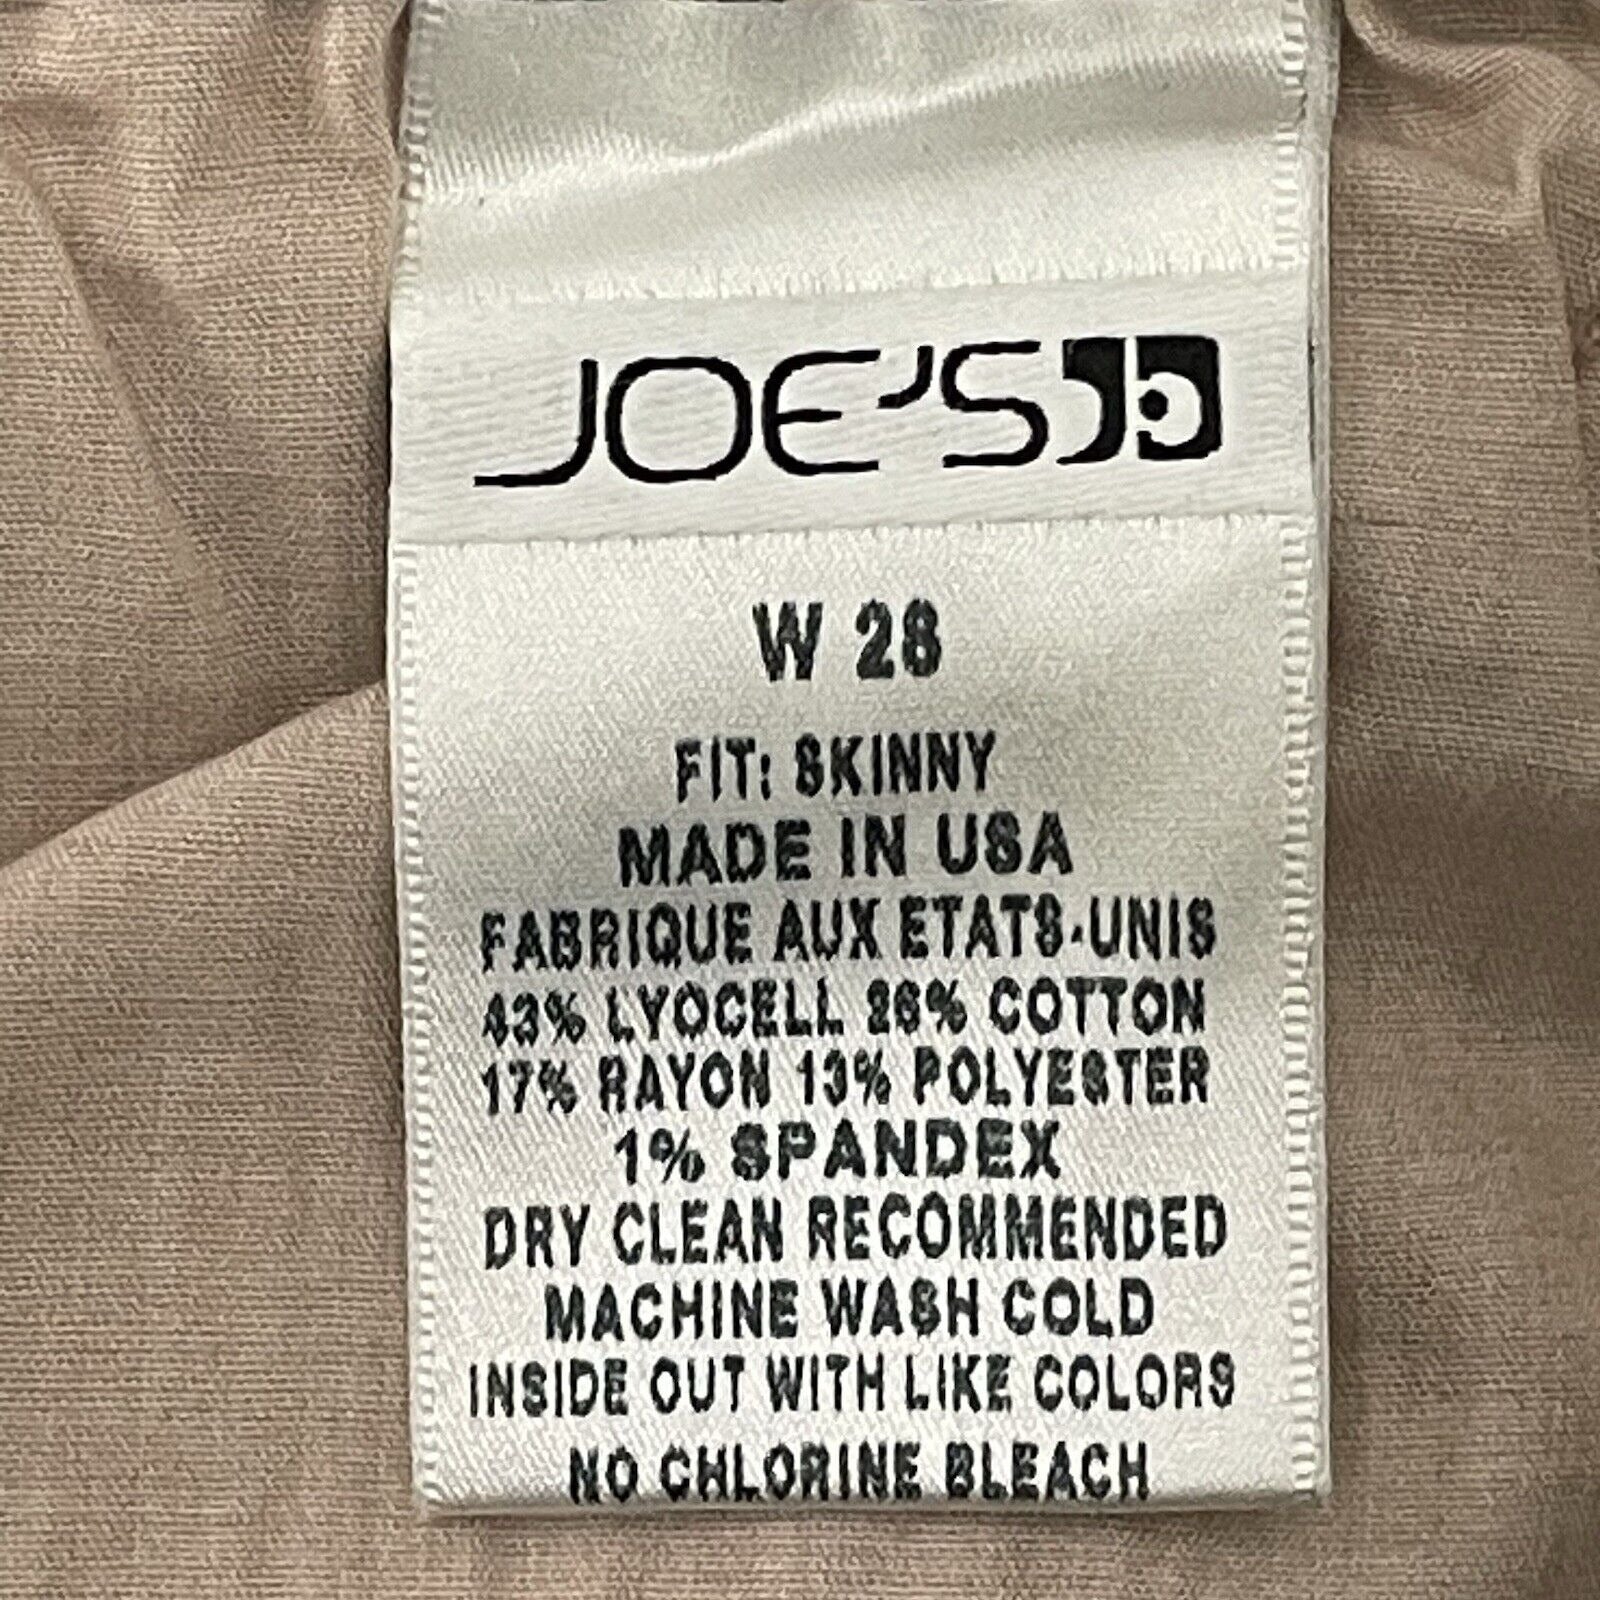 JOE'S
W 28
FIT: SKINNY
MADE IN USA
FABRIQUE AUX ETATS-UNIS
43% LYOCELL 26% COTTON
17% RAYON 13% POLYESTER
1% SPANDEX
DRY CLEAN RECOMMENDED
MACHINE WASH COLD
INSIDE OUT WITH LIKE COLORS
NO CHLORINE BLEACH